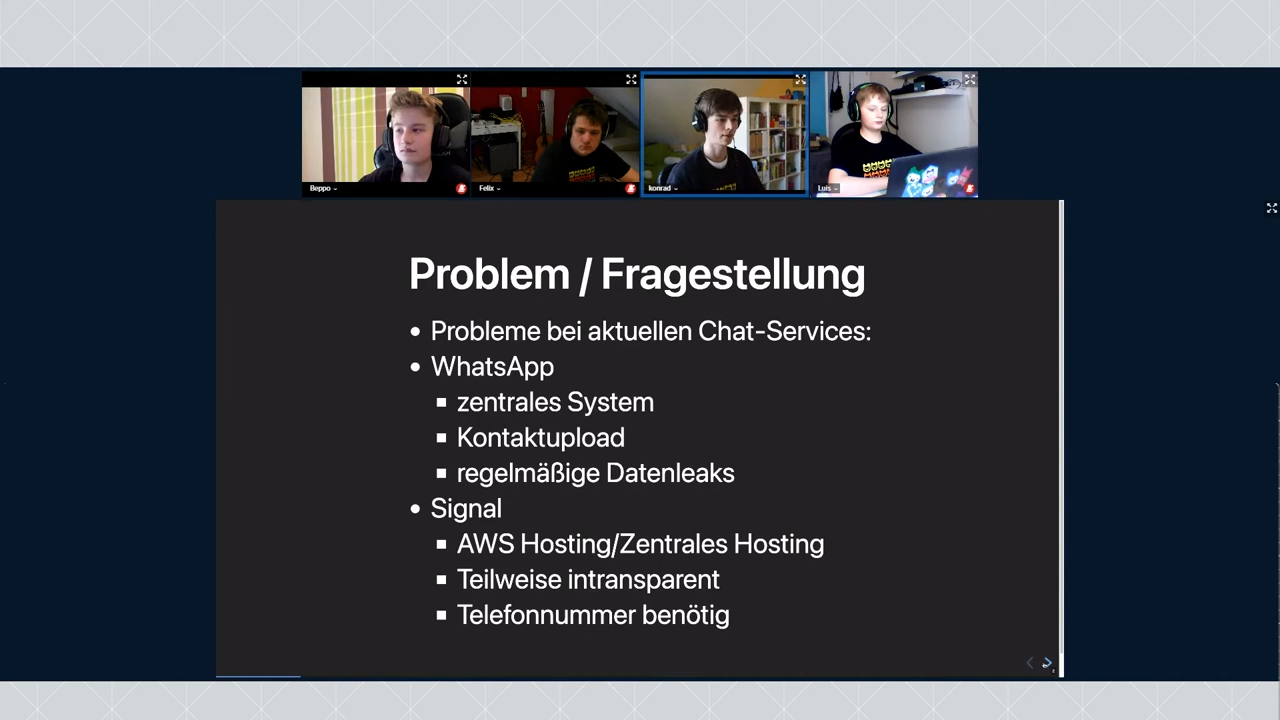 Beppo
Felix
konrad
Luis
Problem / Fragestellung
Probleme bei aktuellen Chat-Services:
WhatsApp
zentrales System
Kontaktupload
regelmäßige Datenleaks
Signal
AWS Hosting/Zentrales Hosting
Teilweise intransparent
Telefonnummer benötig